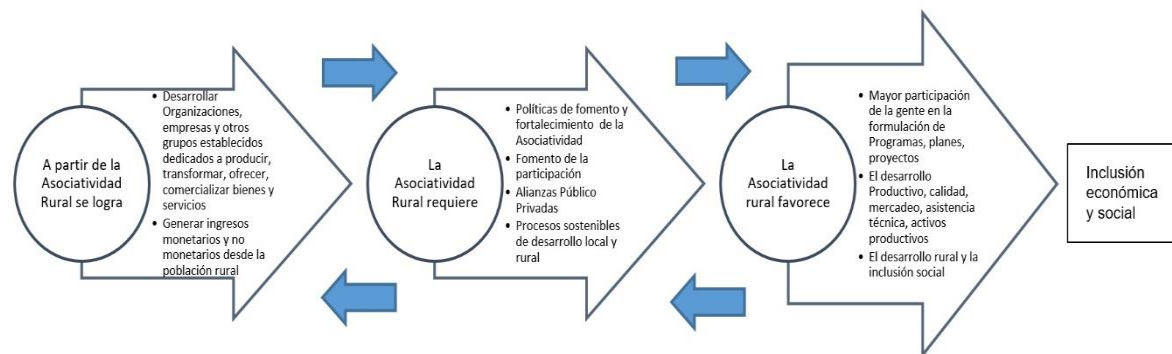 A partir de la
Asociatividad
Rural se logra
• Desarrollar
Organizaciones,
empresas y otros
grupos establecidos
dedicados a producir,
transformar, ofrecer,
comercializar bienes y
servicios
• Generar ingresos
monetarios y no
monetarios desde la
población rural
La
Asociatividad
Rural requiere
• Políticas de fomento y
fortalecimiento de la
Asociatividad
• Fomento de la
participación
• Alianzas Público
Privadas
• Procesos sostenibles
de desarrollo local y
rural
La
Asociatividad
rural favorece
• Mayor participación
de la gente en la
formulación de
Programas, planes,
proyectos
• El desarrollo
Productivo, calidad,
mercadeo, asistencia
técnica, activos
productivos
• El desarrollo rural y la
inclusión social
Inclusión
económica
y social